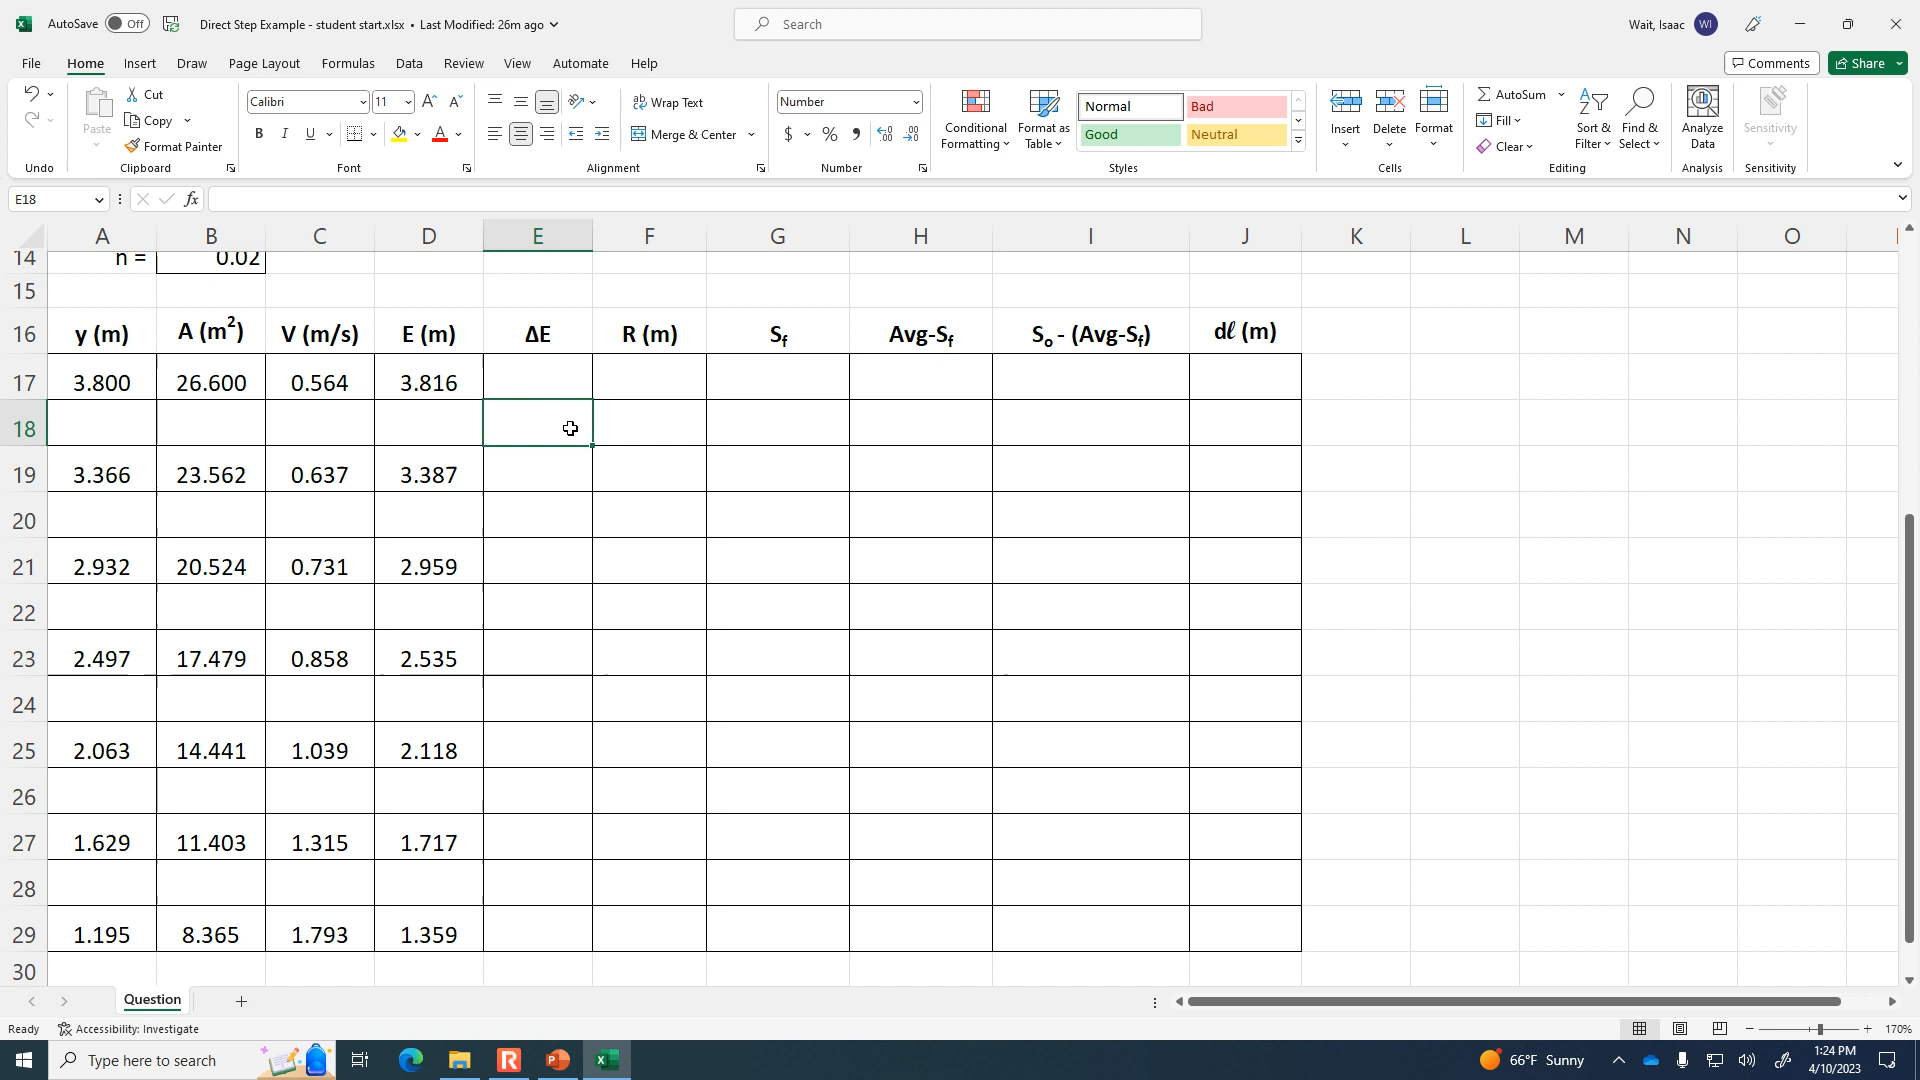 AutoSave Off Direct Step Example - student start.xlsx • Last Modified: 26m ago Search Wait, Isaac WI
File Home Insert Draw Page Layout Formulas Data Review View Automate Help Comments Share
Cut Calibri 11 Wrap Text Number Normal Bad AutoSum
Paste Copy Conditional Formatting Format as Table Insert Delete Format Fill Sort & Filter Find & Select Analyze Data Sensitivity
Format Painter B I U A Merge & Center $ % Good Neutral Clear
Undo Clipboard Font Alignment Number Styles Cells Editing Analysis Sensitivity
E18 fx
A B C D E F G H I J K L M N O
14 n = 0.02
15
16 y (m) A (m²) V (m/s) E (m) ΔE R (m) Sf Avg-Sf So - (Avg-Sf) dℓ (m)
17 3.800 26.600 0.564 3.816
18
19 3.366 23.562 0.637 3.387
20
21 2.932 20.524 0.731 2.959
22
23 2.497 17.479 0.858 2.535
24
25 2.063 14.441 1.039 2.118
26
27 1.629 11.403 1.315 1.717
28
29 1.195 8.365 1.793 1.359
30
Question
Ready Accessibility: Investigate 170%
Type here to search 66°F Sunny 1:24 PM
4/10/2023